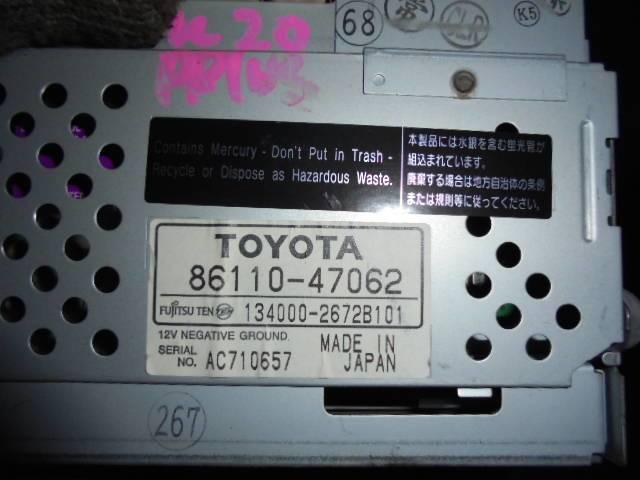 68
K5
20
Contains Mercury - Don't Put in Trash -
Recycle or Dispose as Hazardous Waste.
本製品には水銀を含む蛍光管が
組込まれています。
廃棄する場合は地方自治体の条例
または規則等に従ってください。
TOYOTA
86110-47062
FUJITSU TEN 134000-2672B101
12V NEGATIVE GROUND.
SERIAL NO. AC710657
MADE IN JAPAN
267